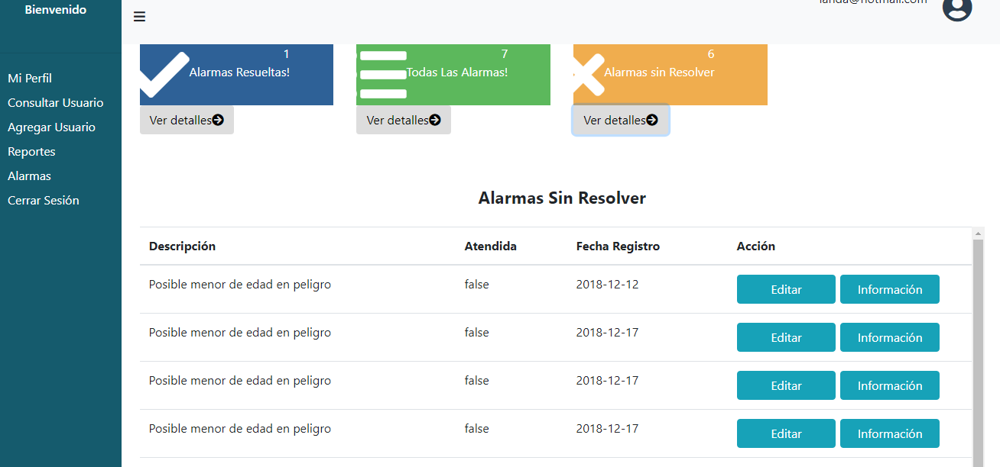 Bienvenido
landa@hotmail.com
Mi Perfil
Consultar Usuario
Agregar Usuario
Reportes
Alarmas
Cerrar Sesión
1
Alarmas Resueltas!
Ver detalles
7
Todas Las Alarmas!
Ver detalles
6
Alarmas sin Resolver
Ver detalles
Alarmas Sin Resolver
Descripción Atendida Fecha Registro Acción
Posible menor de edad en peligro false 2018-12-12 Editar Información
Posible menor de edad en peligro false 2018-12-17 Editar Información
Posible menor de edad en peligro false 2018-12-17 Editar Información
Posible menor de edad en peligro false 2018-12-17 Editar Información